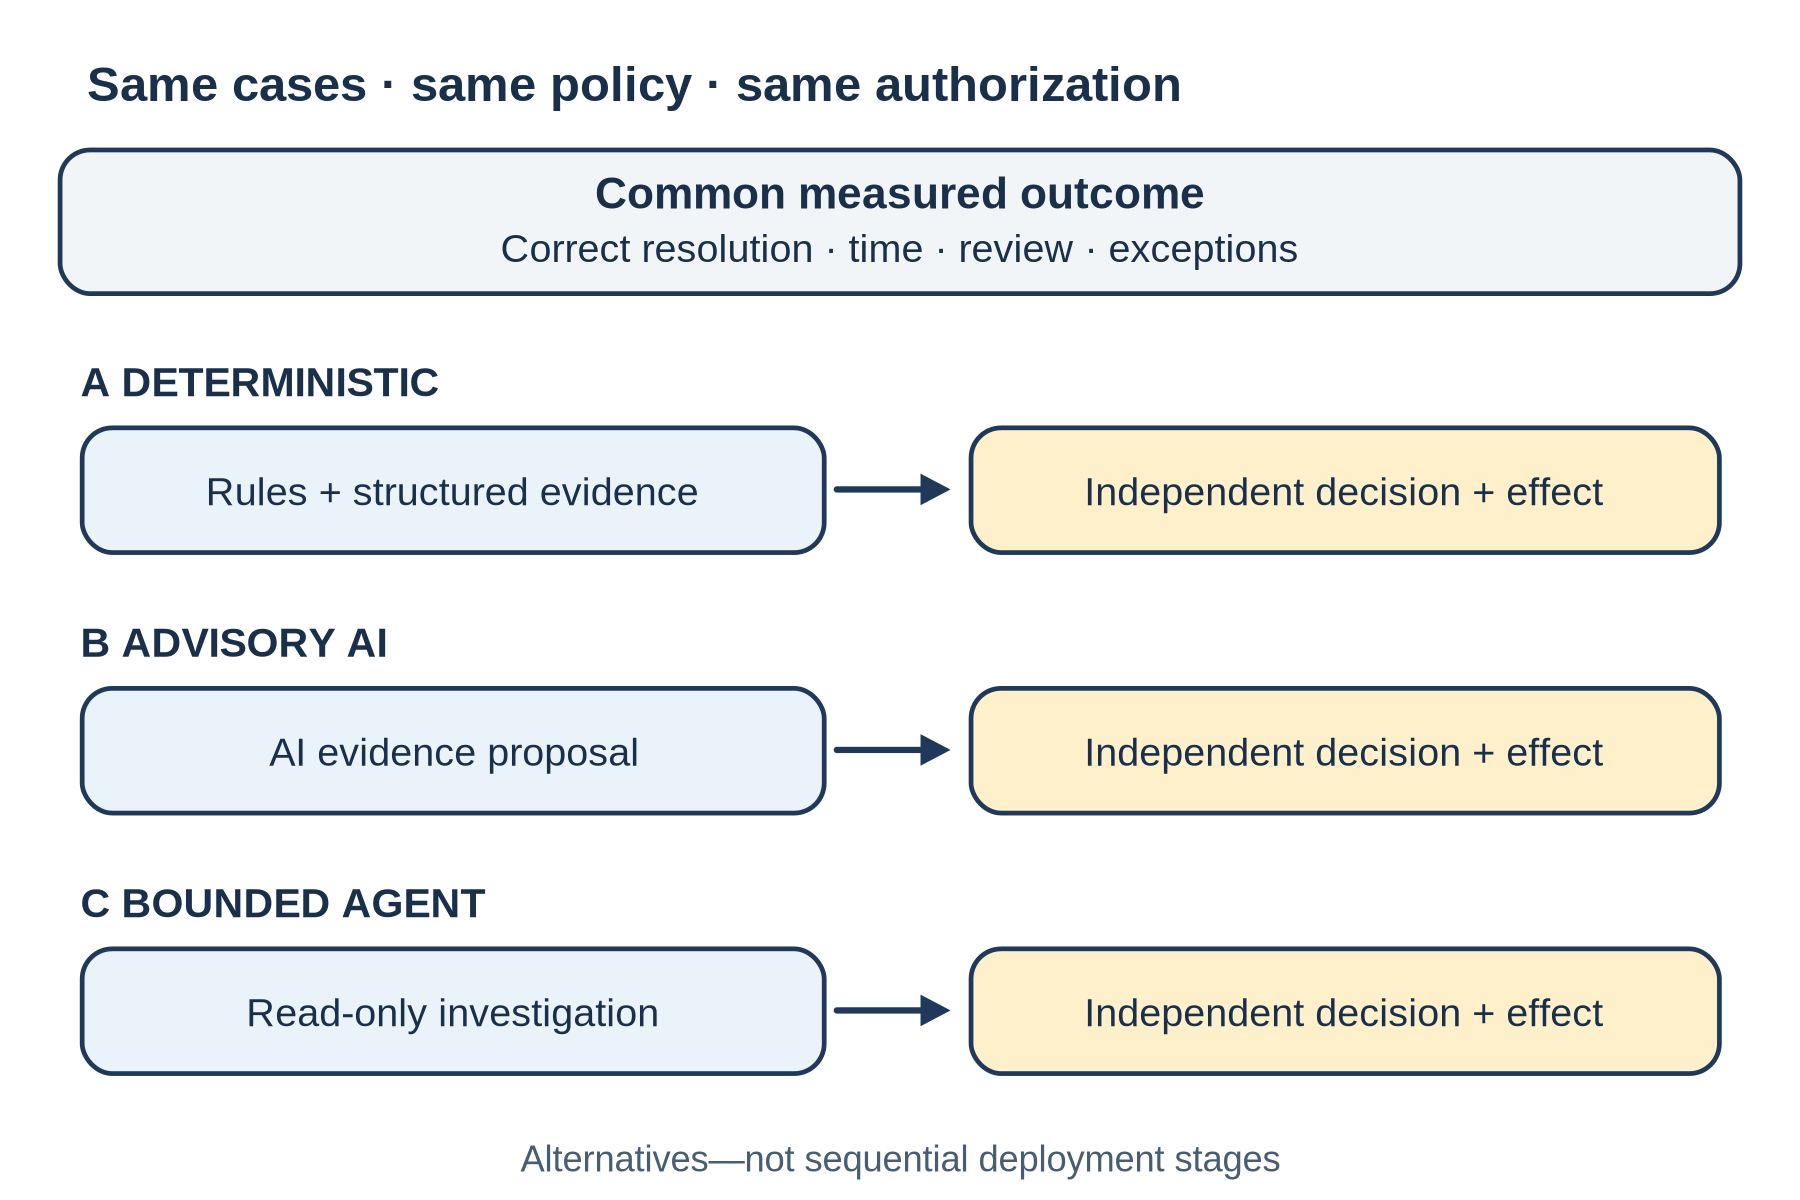 Same cases · same policy · same authorization
Common measured outcome
Correct resolution · time · review · exceptions
A DETERMINISTIC
Rules + structured evidence
Independent decision + effect
B ADVISORY AI
AI evidence proposal
Independent decision + effect
C BOUNDED AGENT
Read-only investigation
Independent decision + effect
Alternatives—not sequential deployment stages